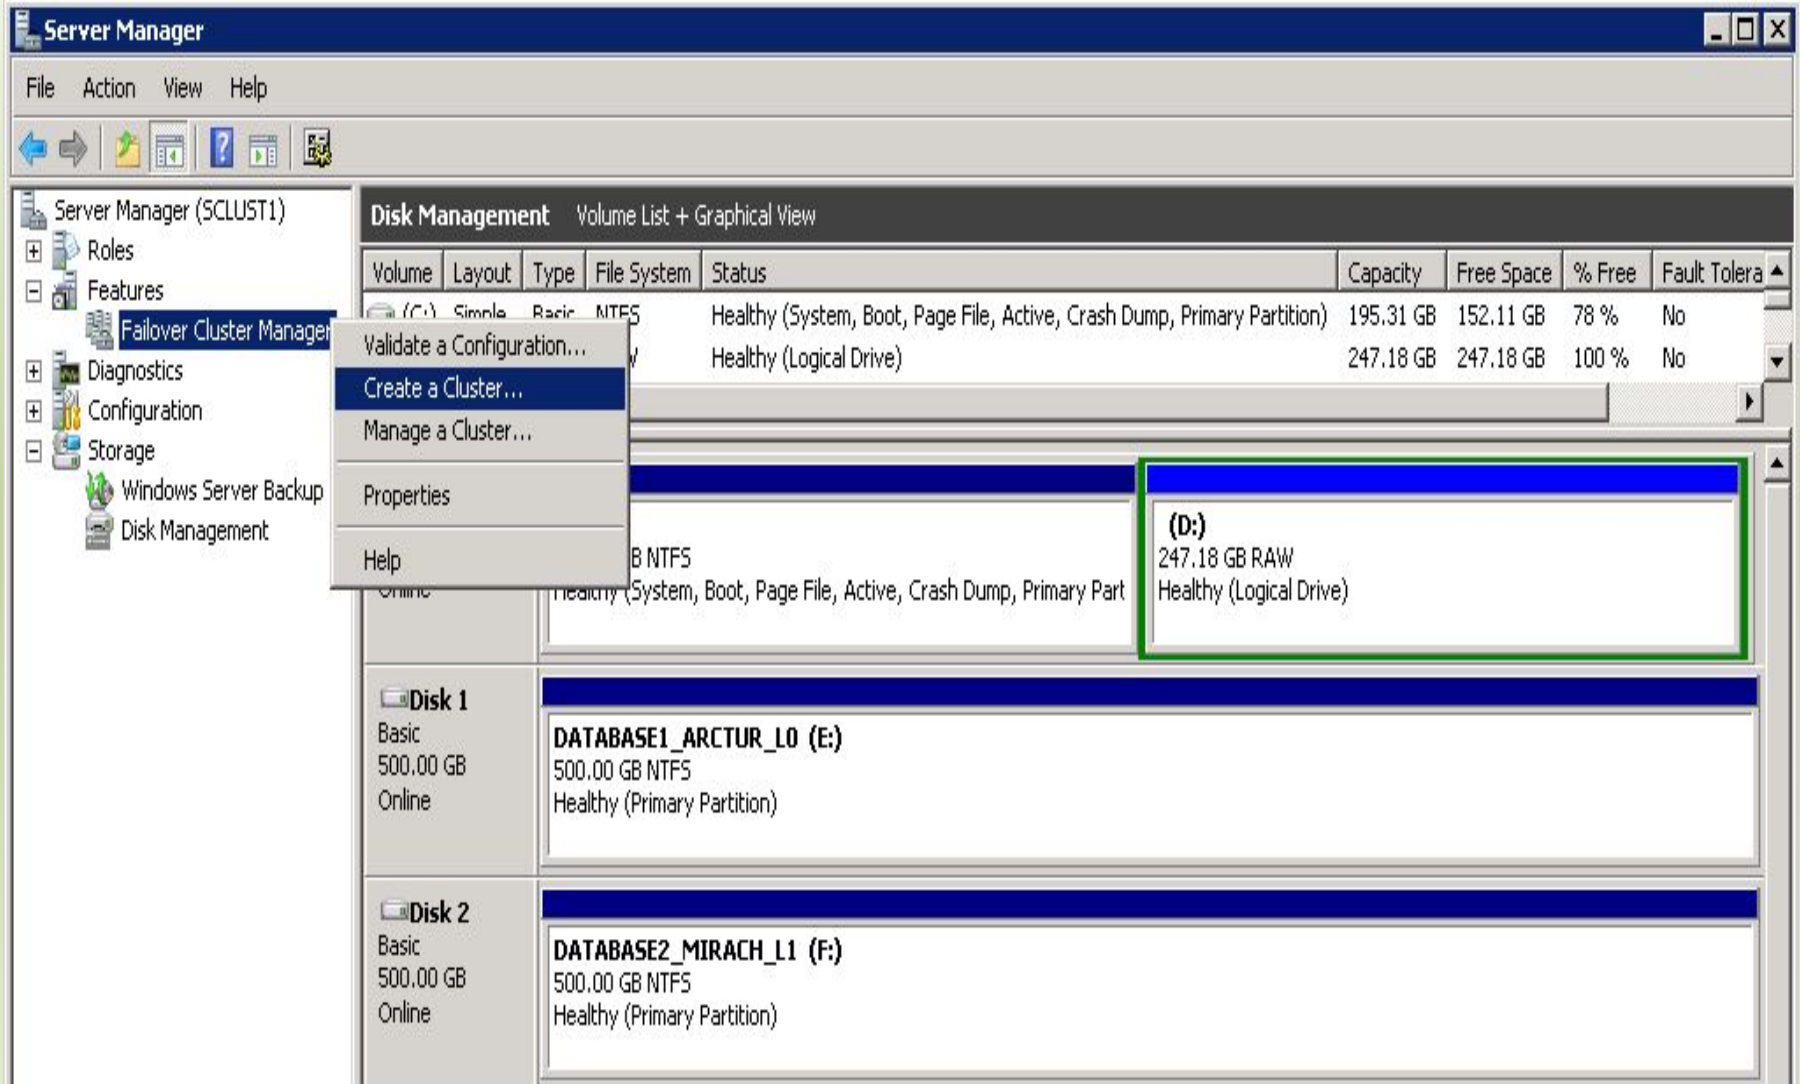 Server Manager
File Action View Help
Server Manager (SCLUST1)
Roles
Features
Failover Cluster Manager
Diagnostics
Configuration
Storage
Windows Server Backup
Disk Management
Validate a Configuration...
Create a Cluster...
Manage a Cluster...
Properties
Help
Disk Management Volume List + Graphical View
Volume Layout Type File System Status Capacity Free Space % Free Fault Tolera
(C:) Simple Basic NTFS Healthy (System, Boot, Page File, Active, Crash Dump, Primary Partition) 195.31 GB 152.11 GB 78 % No
Healthy (Logical Drive) 247.18 GB 247.18 GB 100 % No
Online
B NTFS
Healthy (System, Boot, Page File, Active, Crash Dump, Primary Part
(D:)
247.18 GB RAW
Healthy (Logical Drive)
Disk 1
Basic
500.00 GB
Online
DATABASE1_ARCTUR_L0 (E:)
500.00 GB NTFS
Healthy (Primary Partition)
Disk 2
Basic
500.00 GB
Online
DATABASE2_MIRACH_L1 (F:)
500.00 GB NTFS
Healthy (Primary Partition)